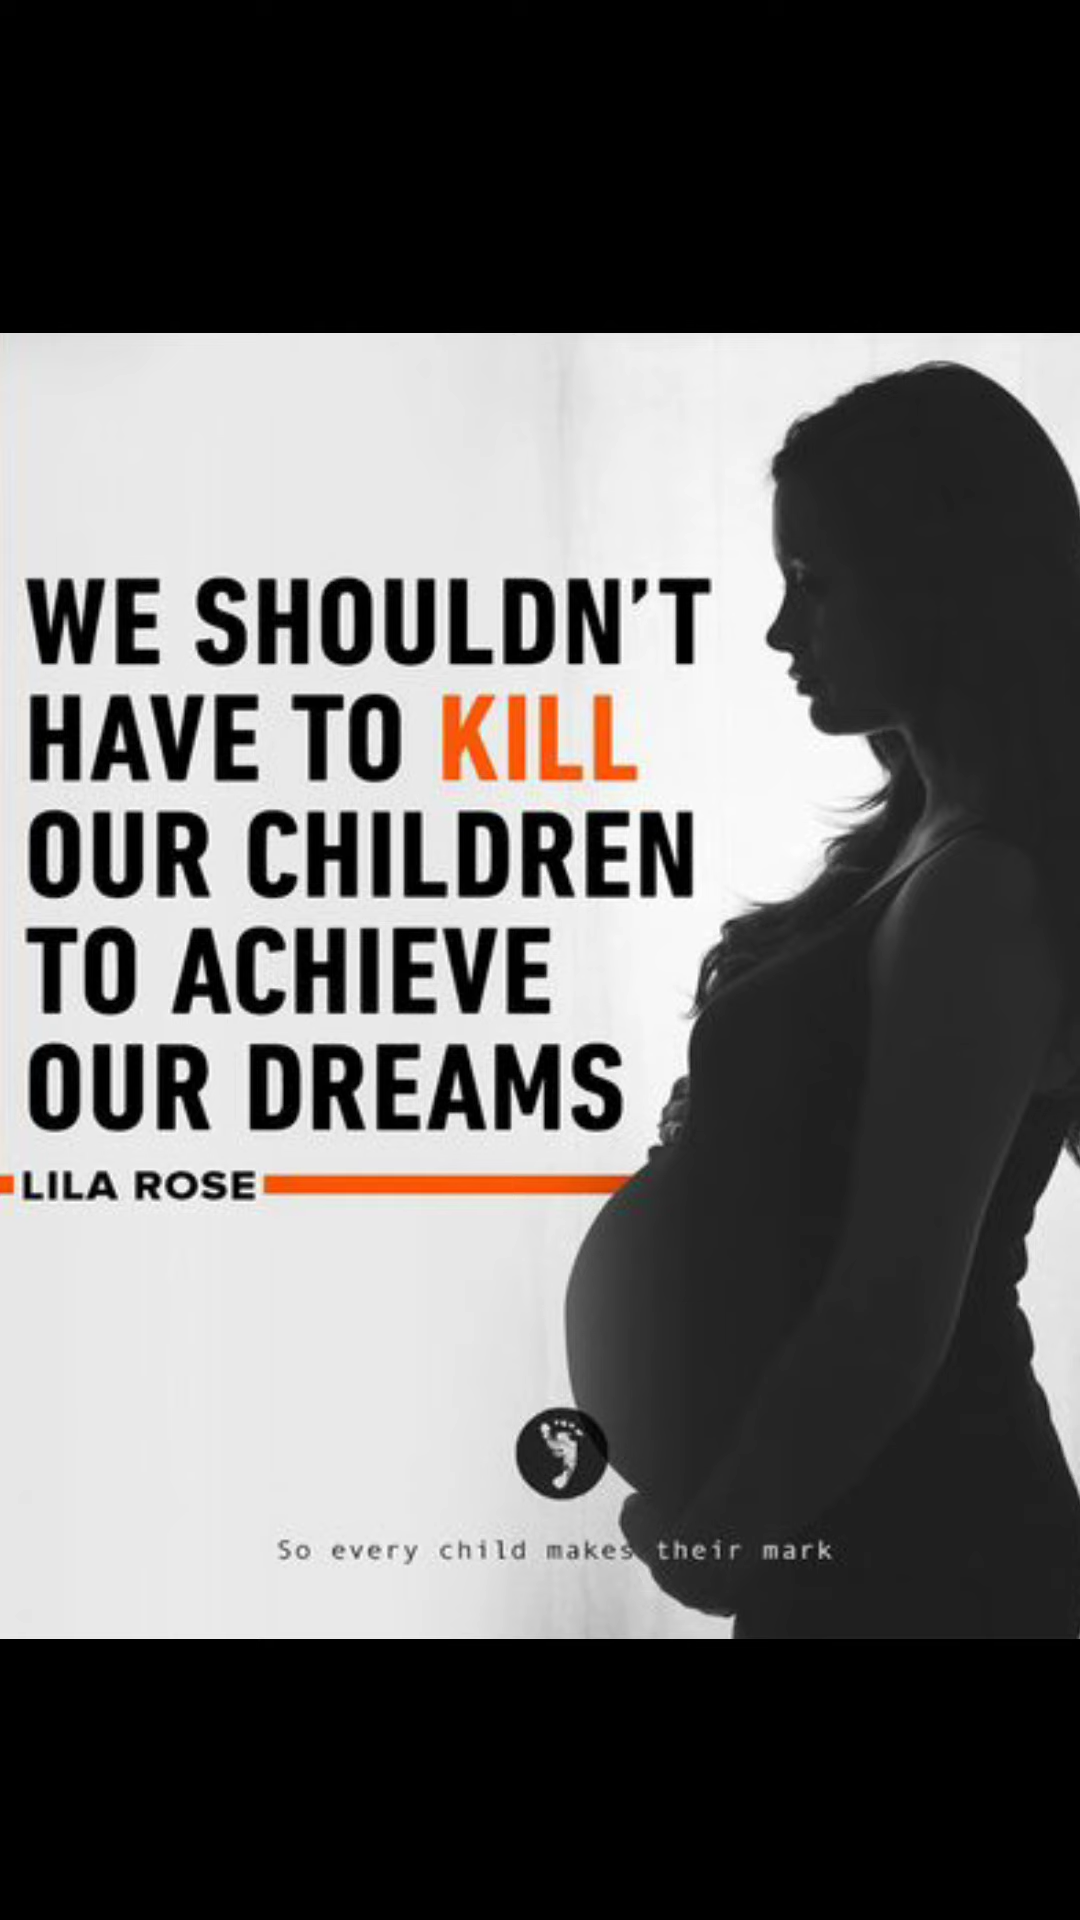 WE SHOULDN'T
HAVE TO KILL
OUR CHILDREN
TO ACHIEVE
OUR DREAMS
LILA ROSE
So every child makes their mark